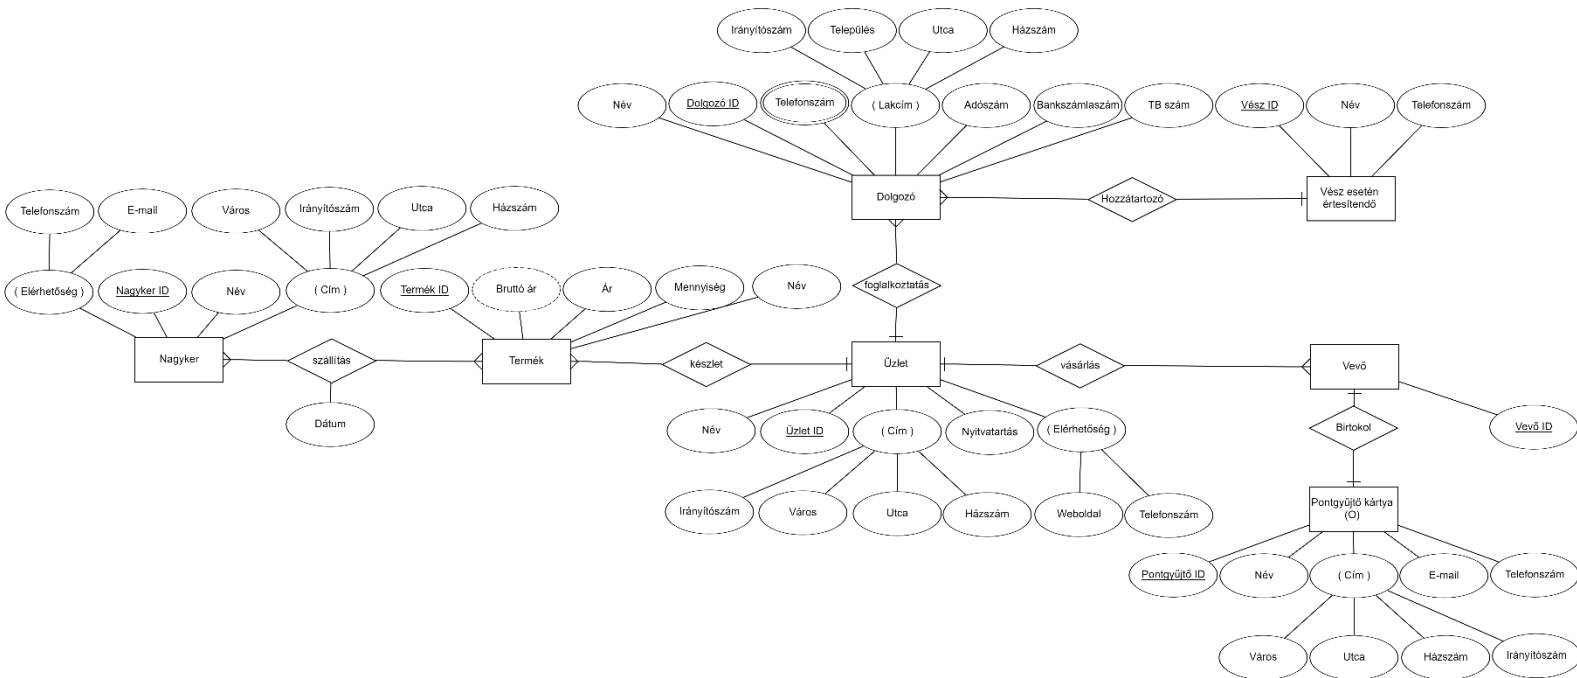 Irányítószám
Település
Utca
Házszám
Név
Dolgozó ID
Telefonszám
( Lakcím )
Adószám
Bankszámlaszám
TB szám
Vész ID
Név
Telefonszám
Dolgozó
Hozzátartozó
Vész esetén
értesítendő
Telefonszám
E-mail
Város
Irányítószám
Utca
Házszám
( Elérhetőség )
Nagyker ID
Név
( Cím )
Termék ID
Bruttó ár
Ár
Mennyiség
Név
foglalkoztatás
Nagyker
szállítás
Termék
készlet
Üzlet
vásárlás
Vevő
Dátum
Név
Üzlet ID
( Cím )
Nyitvatartás
( Elérhetőség )
Birtokol
Vevő ID
Irányítószám
Város
Utca
Házszám
Weboldal
Telefonszám
Pontgyűjtő kártya
(O)
Pontgyűjtő ID
Név
( Cím )
E-mail
Telefonszám
Város
Utca
Házszám
Irányítószám